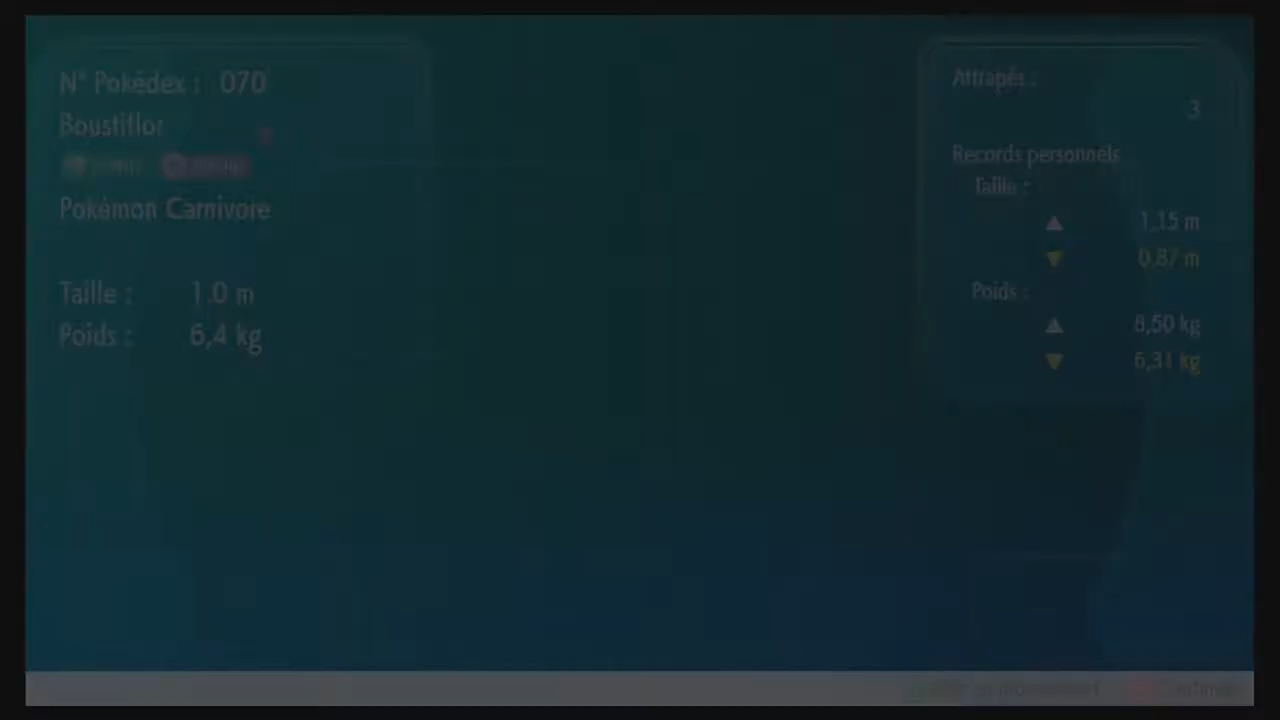 N° Pokédex : 070
Boustiflor
Pokémon Carnivore
Taille : 1.0 m
Poids : 6,4 kg
Attrapés :
3
Records personnels
Taille :
▲ 1,15 m
▼ 0,87 m
Poids :
▲ 8,50 kg
▼ 6,31 kg